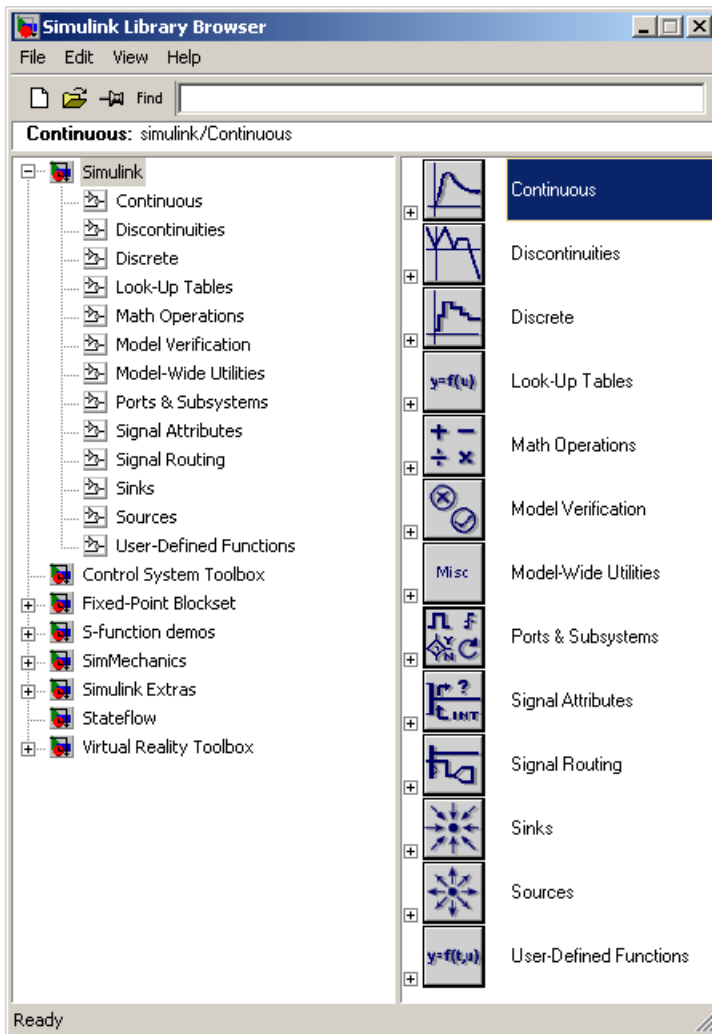 Simulink Library Browser
File Edit View Help
Find
Continuous: simulink/Continuous
Simulink
Continuous
Discontinuities
Discrete
Look-Up Tables
Math Operations
Model Verification
Model-Wide Utilities
Ports & Subsystems
Signal Attributes
Signal Routing
Sinks
Sources
User-Defined Functions
Control System Toolbox
Fixed-Point Blockset
S-function demos
SimMechanics
Simulink Extras
Stateflow
Virtual Reality Toolbox
Continuous
Discontinuities
Discrete
y=f(u) Look-Up Tables
+ −
÷ × Math Operations
Model Verification
Misc Model-Wide Utilities
Y
N Ports & Subsystems
?
t INT Signal Attributes
Signal Routing
Sinks
Sources
y=f(t,u) User-Defined Functions
Ready